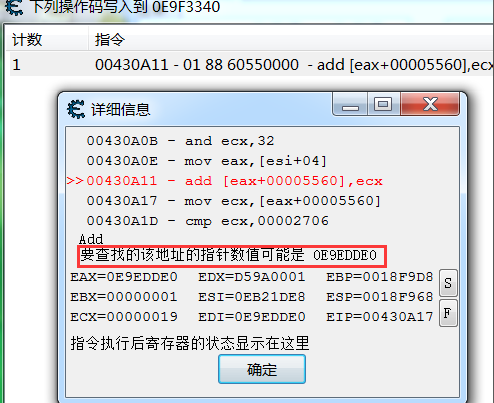 下列操作码写入到 0E9F3340
计数 指令
1 00430A11 - 01 88 60550000 - add [eax+00005560],ecx
详细信息
00430A0B - and ecx,32
00430A0E - mov eax,[esi+04]
>>00430A11 - add [eax+00005560],ecx
00430A17 - mov ecx,[eax+00005560]
00430A1D - cmp ecx,00002706
Add
要查找的该地址的指针数值可能是 0E9EDDE0
EAX=0E9EDDE0 EDX=D59A0001 EBP=0018F9D8
EBX=00000001 ESI=0EB21DE8 ESP=0018F968
ECX=00000019 EDI=0E9EDDE0 EIP=00430A17
S
F
指令执行后寄存器的状态显示在这里
确定